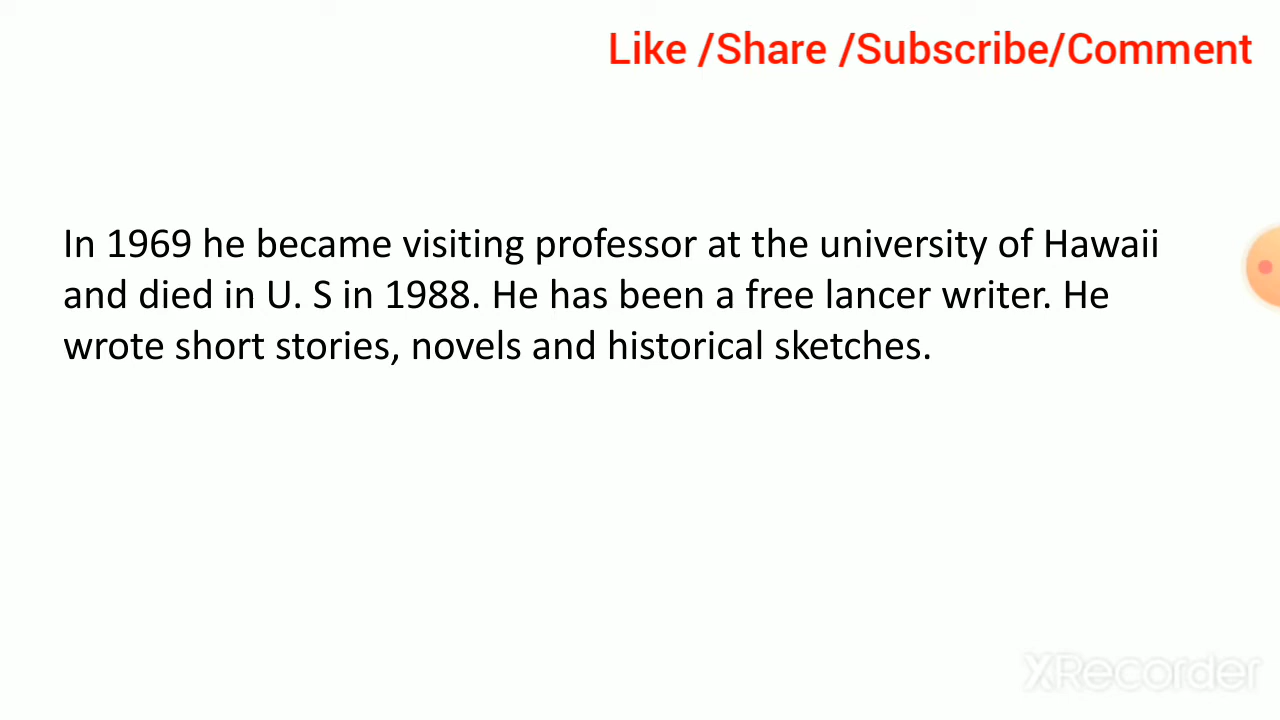 Like /Share /Subscribe/Comment
In 1969 he became visiting professor at the university of Hawaii
and died in U. S in 1988. He has been a free lancer writer. He
wrote short stories, novels and historical sketches.
XRecorder